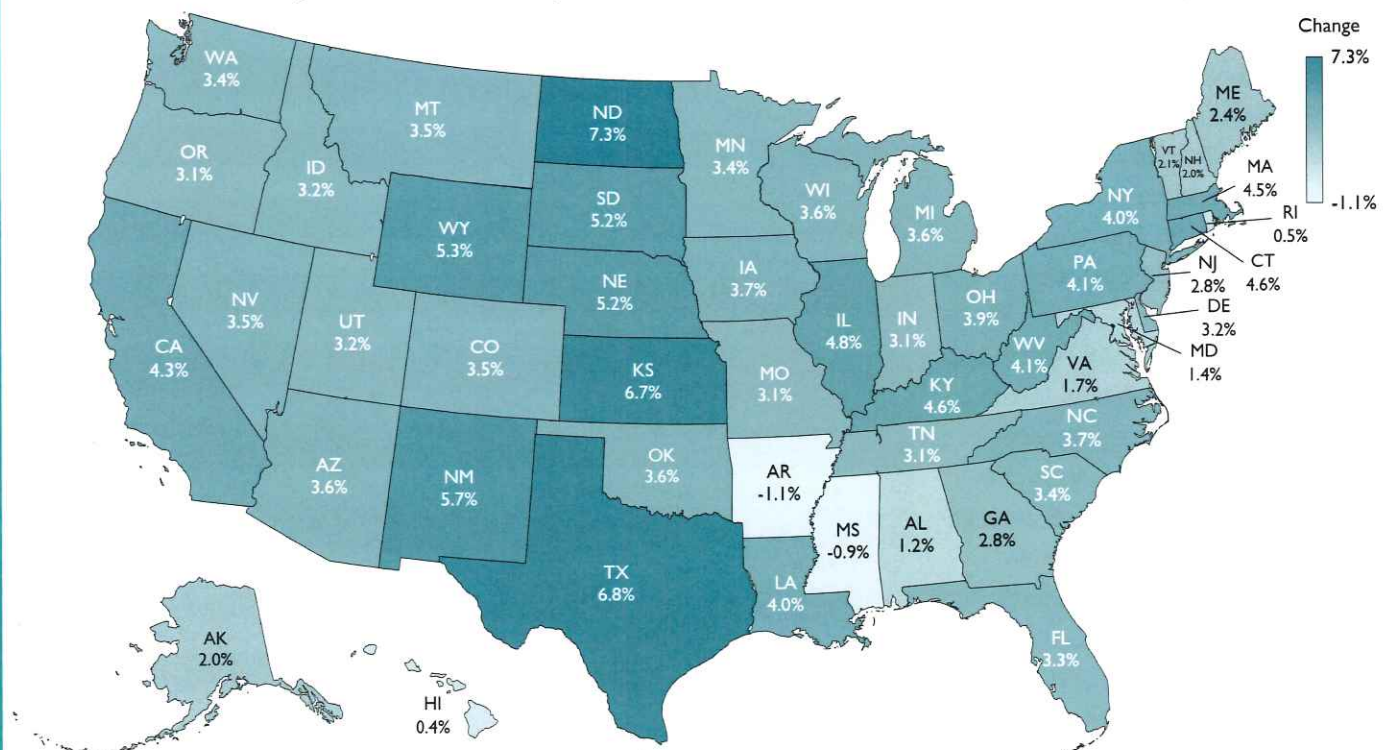 Change
7.3%
-1.1%
WA
3.4%
MT
3.5%
ND
7.3%
MN
3.4%
ME
2.4%
OR
3.1%
ID
3.2%
SD
5.2%
WI
3.6%
MI
3.6%
NY
4.0%
VT
2.1%
NH
2.0%
MA
4.5%
RI
0.5%
CT
4.6%
WY
5.3%
NE
5.2%
IA
3.7%
PA
4.1%
NJ
2.8%
DE
3.2%
MD
1.4%
NV
3.5%
UT
3.2%
CO
3.5%
IL
4.8%
IN
3.1%
OH
3.9%
WV
4.1%
VA
1.7%
CA
4.3%
KS
6.7%
MO
3.1%
KY
4.6%
NC
3.7%
TN
3.1%
AZ
3.6%
NM
5.7%
OK
3.6%
AR
-1.1%
SC
3.4%
MS
-0.9%
AL
1.2%
GA
2.8%
TX
6.8%
LA
4.0%
FL
3.3%
AK
2.0%
HI
0.4%